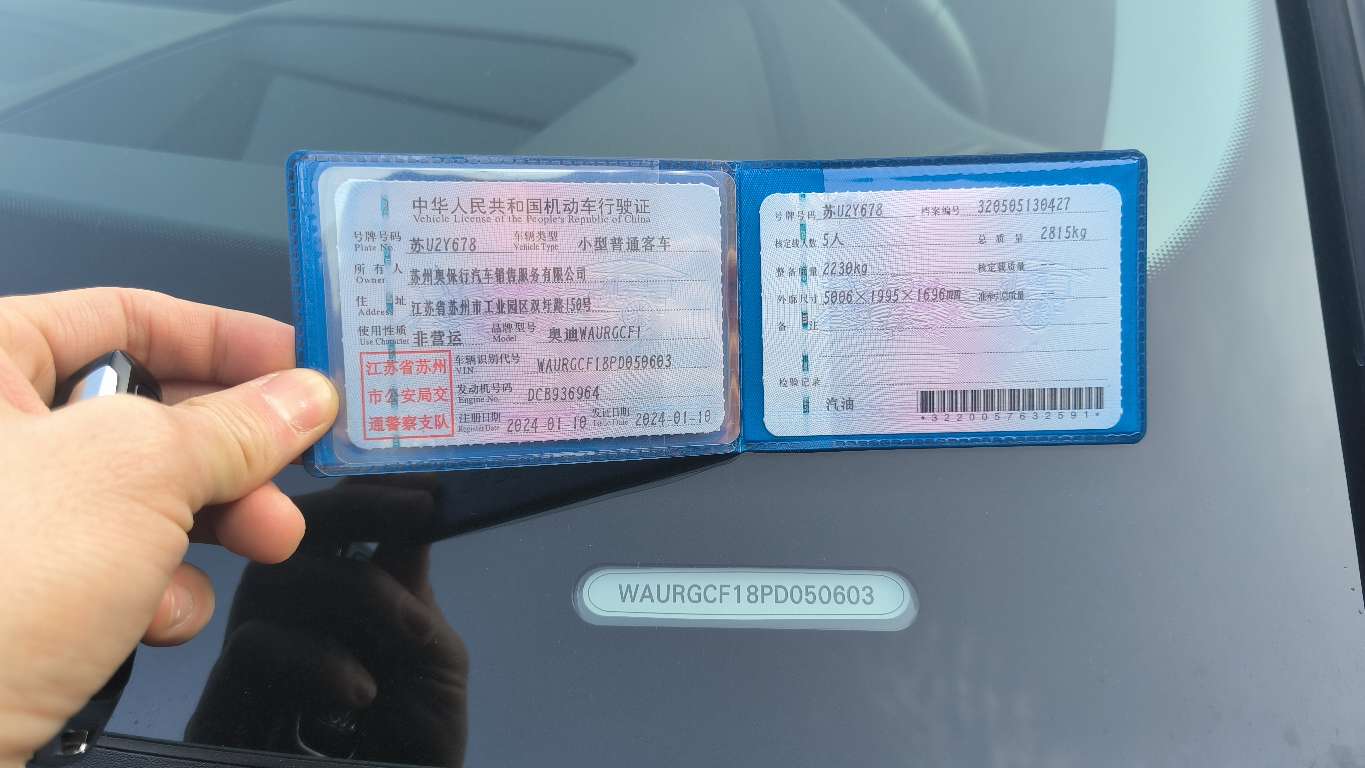 中华人民共和国机动车行驶证
Vehicle License of the People's Republic of China
号牌号码 苏U2Y678 车辆类型 小型普通客车
Plate No. Vehicle Type
所有人 苏州奥保行汽车销售服务有限公司
Owner
住址 江苏省苏州市工业园区双圩路150号
Address
使用性质 非营运 品牌型号 奥迪WAURGCF1
Use Character Model
江苏省苏州
市公安局交
通警察支队
车辆识别代号 WAURGCF18PD050603
VIN
发动机号码 DCB936964
Engine No.
注册日期 2024-01-10 发证日期 2024-01-10
Register Date Issue Date
号牌号码 苏U2Y678 档案编号 320505130427
核定载人数 5人 总质量 2815kg
整备质量 2230kg 核定载质量 --
外廓尺寸 5006×1995×1696mm 准牵引总质量
备注
检验记录
汽油
*3220057632591*
WAURGCF18PD050603